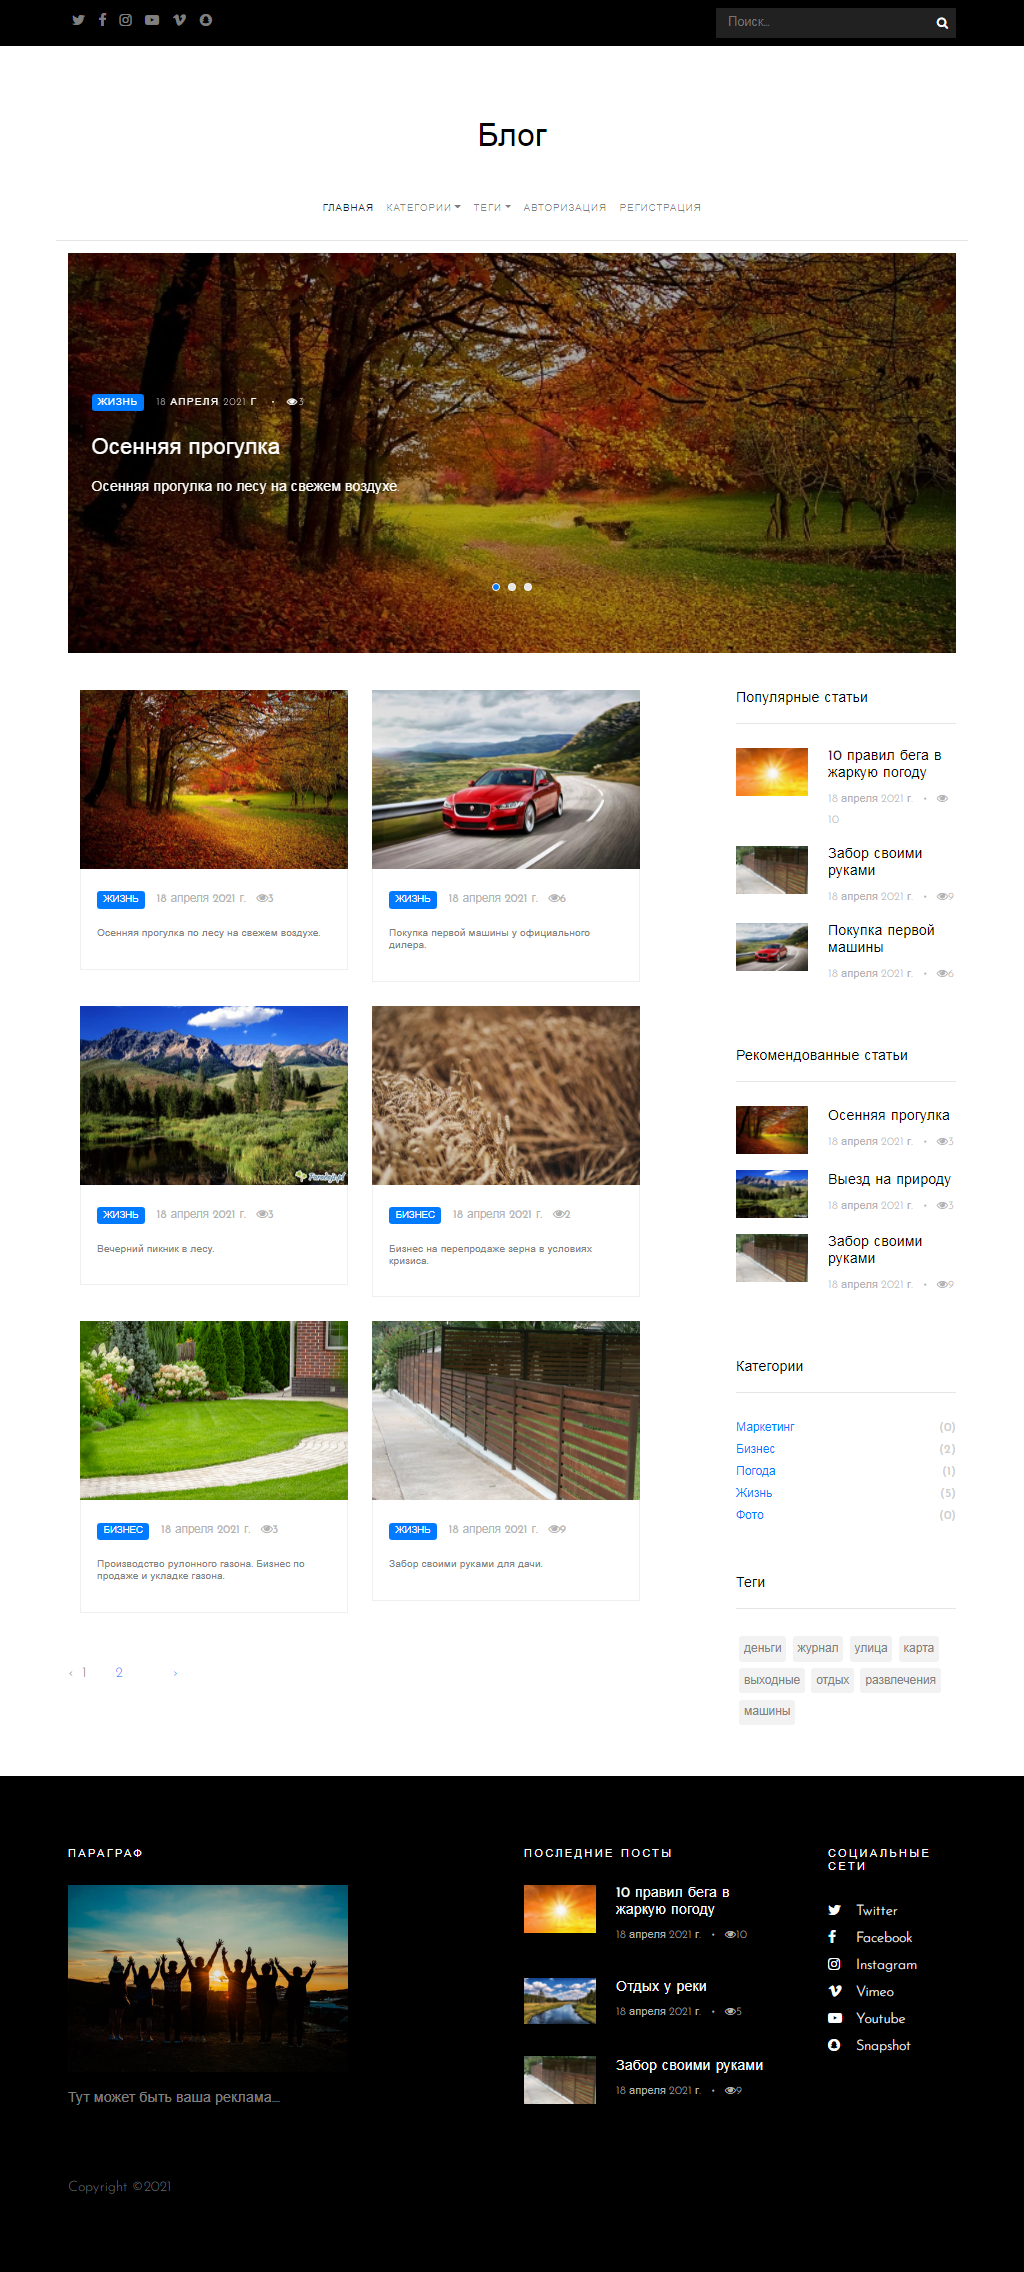 Поиск...
Блог
ГЛАВНАЯ КАТЕГОРИИ ТЕГИ АВТОРИЗАЦИЯ РЕГИСТРАЦИЯ
ЖИЗНЬ 18 АПРЕЛЯ 2021 Г • 3
Осенняя прогулка
Осенняя прогулка по лесу на свежем воздухе.
ЖИЗНЬ 18 апреля 2021 г. 3
Осенняя прогулка по лесу на свежем воздухе.
ЖИЗНЬ 18 апреля 2021 г. 6
Покупка первой машины у официального
дилера.
ЖИЗНЬ 18 апреля 2021 г. 3
Вечерний пикник в лесу.
БИЗНЕС 18 апреля 2021 г. 2
Бизнес на перепродаже зерна в условиях
кризиса.
БИЗНЕС 18 апреля 2021 г. 3
Производство рулонного газона. Бизнес по
продаже и укладке газона.
ЖИЗНЬ 18 апреля 2021 г. 9
Забор своими руками для дачи.
‹ 1 2 ›
Популярные статьи
10 правил бега в
жаркую погоду
18 апреля 2021 г. •
10
Забор своими
руками
18 апреля 2021 г. • 9
Покупка первой
машины
18 апреля 2021 г. • 6
Рекомендованные статьи
Осенняя прогулка
18 апреля 2021 г. • 3
Выезд на природу
18 апреля 2021 г. • 3
Забор своими
руками
18 апреля 2021 г. • 9
Категории
Маркетинг (0)
Бизнес (2)
Погода (1)
Жизнь (5)
Фото (0)
Теги
деньги журнал улица карта
выходные отдых развлечения
машины
ПАРАГРАФ
Тут может быть ваша реклама...
ПОСЛЕДНИЕ ПОСТЫ
10 правил бега в
жаркую погоду
18 апреля 2021 г. • 10
Отдых у реки
18 апреля 2021 г. • 5
Забор своими руками
18 апреля 2021 г. • 9
СОЦИАЛЬНЫЕ
СЕТИ
Twitter
Facebook
Instagram
Vimeo
Youtube
Snapshot
Copyright ©2021